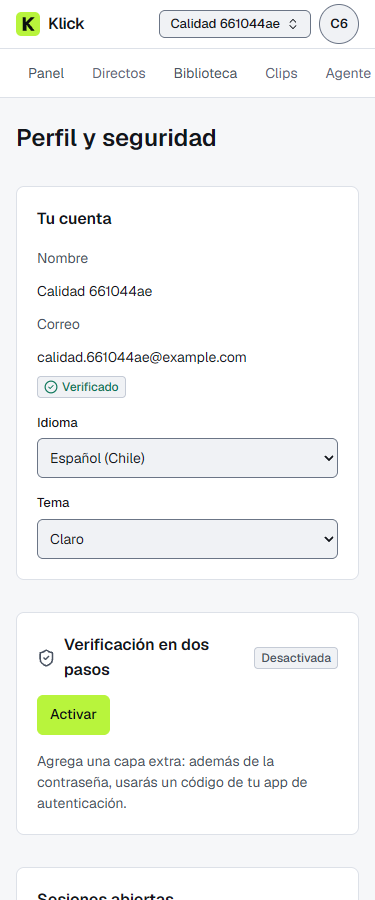 K Klick
Calidad 661044ae
C6
Panel Directos Biblioteca Clips Agente
Perfil y seguridad
Tu cuenta
Nombre
Calidad 661044ae
Correo
calidad.661044ae@example.com
Verificado
Idioma
Español (Chile)
Tema
Claro
Verificación en dos
pasos
Desactivada
Activar
Agrega una capa extra: además de la
contraseña, usarás un código de tu app de
autenticación.
Sesiones abiertas